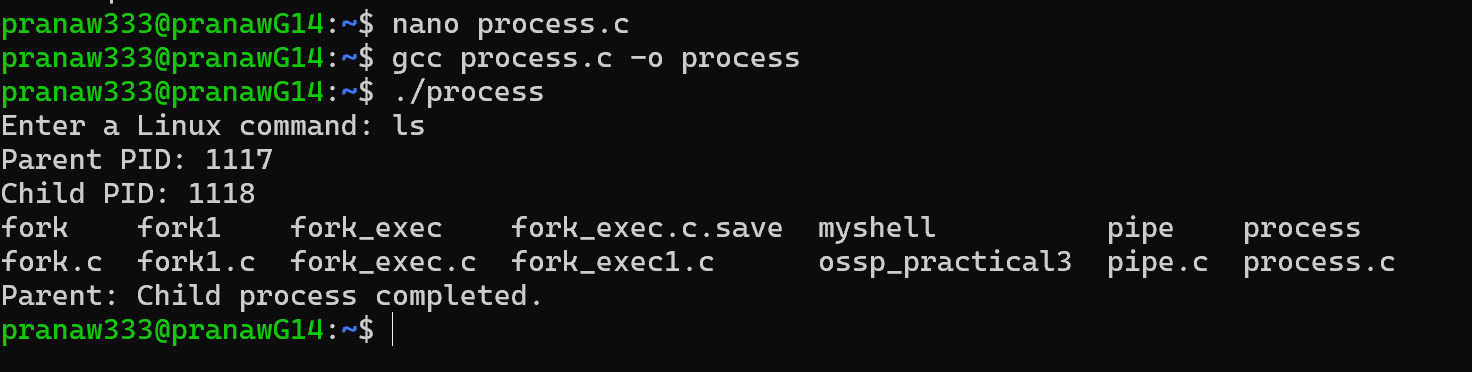 pranaw333@pranawG14:~$ nano process.c
pranaw333@pranawG14:~$ gcc process.c -o process
pranaw333@pranawG14:~$ ./process
Enter a Linux command: ls
Parent PID: 1117
Child PID: 1118
fork    fork1    fork_exec    fork_exec.c.save  myshell          pipe    process
fork.c  fork1.c  fork_exec.c  fork_exec1.c      ossp_practical3  pipe.c  process.c
Parent: Child process completed.
pranaw333@pranawG14:~$